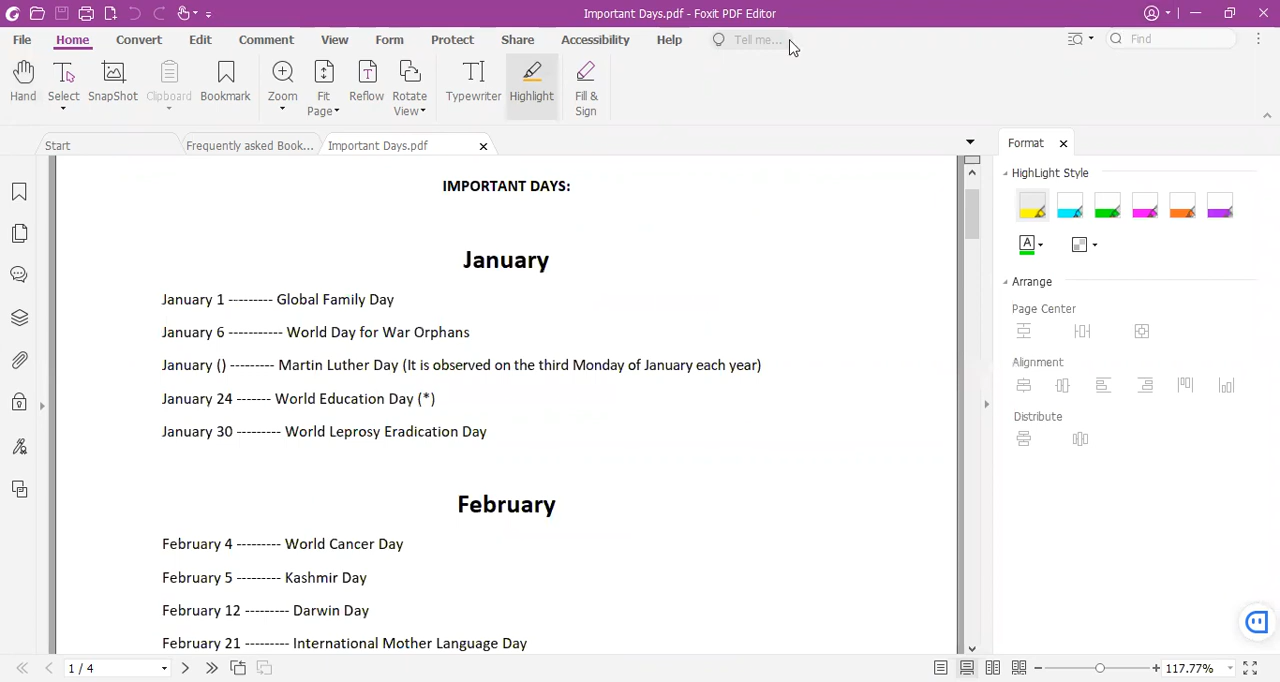 Important Days.pdf - Foxit PDF Editor
File Home Convert Edit Comment View Form Protect Share Accessibility Help Tell me... Find
Hand Select SnapShot Clipboard Bookmark Zoom Fit Page Reflow Rotate View Typewriter Highlight Fill & Sign
Start Frequently asked Book... Important Days.pdf
Format
HighLight Style
A
Arrange
Page Center
Alignment
Distribute
IMPORTANT DAYS:
January
January 1 --------- Global Family Day
January 6 ----------- World Day for War Orphans
January () --------- Martin Luther Day (It is observed on the third Monday of January each year)
January 24 ------- World Education Day (*)
January 30 --------- World Leprosy Eradication Day
February
February 4 --------- World Cancer Day
February 5 --------- Kashmir Day
February 12 --------- Darwin Day
February 21 --------- International Mother Language Day
1 / 4 117.77%